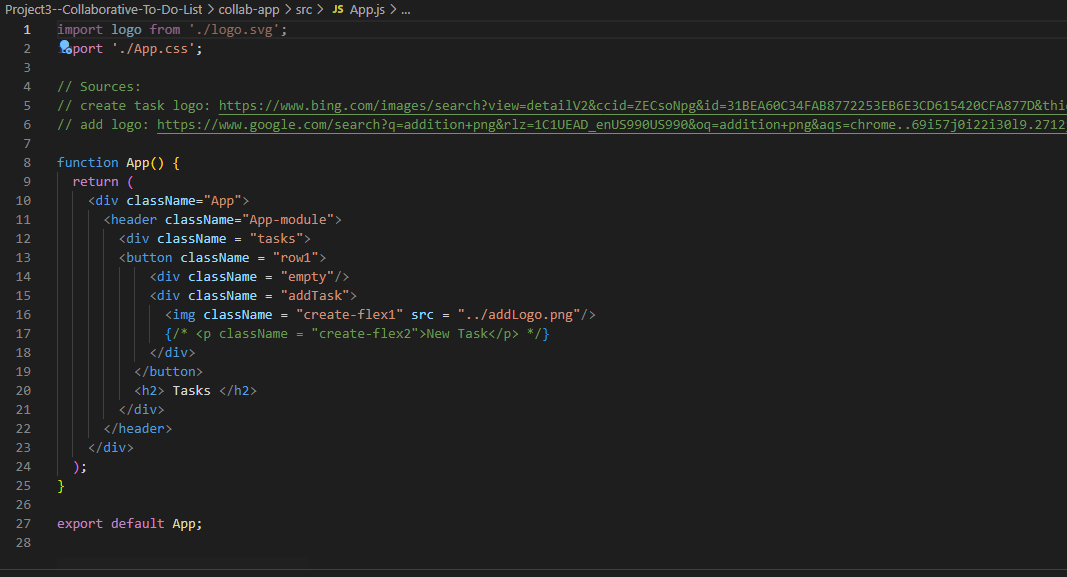 Project3--Collaborative-To-Do-List > collab-app > src > JS App.js > ...
1 import logo from './logo.svg';
2 port './App.css';
3
4 // Sources:
5 // create task logo: https://www.bing.com/images/search?view=detailV2&ccid=ZECsoNpg&id=31BEA60C34FAB8772253EB6E3CD615420CFA877D&thi
6 // add logo: https://www.google.com/search?q=addition+png&rlz=1C1UEAD_enUS990US990&oq=addition+png&aqs=chrome..69i57j0i22i30l9.2712
7
8 function App() {
9   return (
10     <div className="App">
11       <header className="App-module">
12         <div className = "tasks">
13         <button className = "row1">
14             <div className = "empty"/>
15             <div className = "addTask">
16               <img className = "create-flex1" src = "../addLogo.png"/>
17               {/* <p className = "create-flex2">New Task</p> */}
18             </div>
19           </button>
20           <h2> Tasks </h2>
21         </div>
22       </header>
23     </div>
24   );
25 }
26
27 export default App;
28